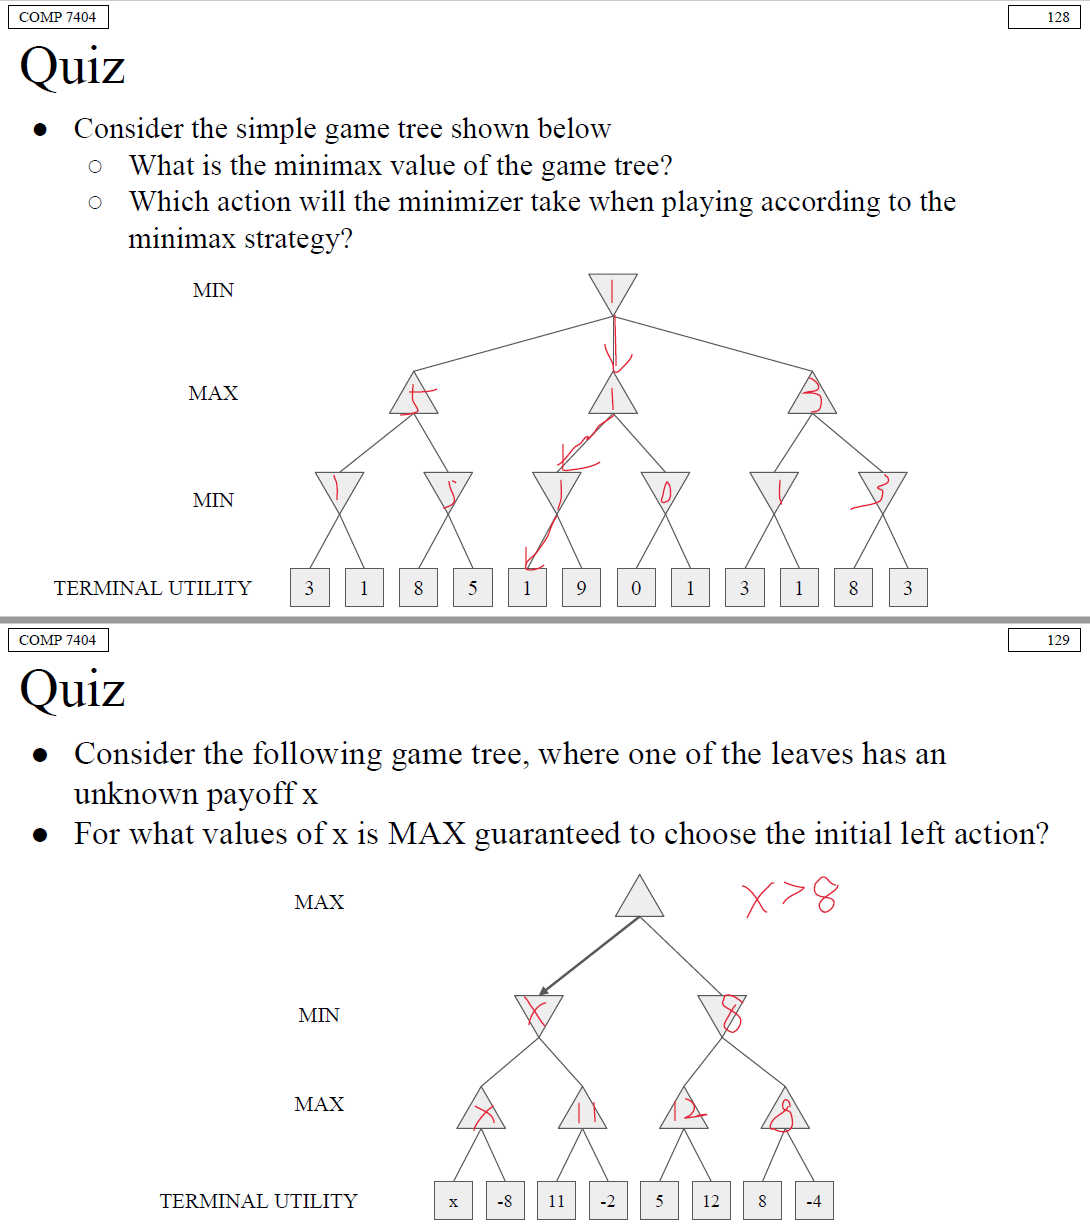 COMP 7404
128
Quiz
● Consider the simple game tree shown below
○ What is the minimax value of the game tree?
○ Which action will the minimizer take when playing according to the
minimax strategy?
MIN
1
MAX
5 1 3
MIN
1 5 1 0 1 3
TERMINAL UTILITY
3 1 8 5 1 9 0 1 3 1 8 3
COMP 7404
129
Quiz
● Consider the following game tree, where one of the leaves has an
unknown payoff x
● For what values of x is MAX guaranteed to choose the initial left action?
MAX
x > 8
MIN
x 8
MAX
x 11 12 8
TERMINAL UTILITY
x -8 11 -2 5 12 8 -4